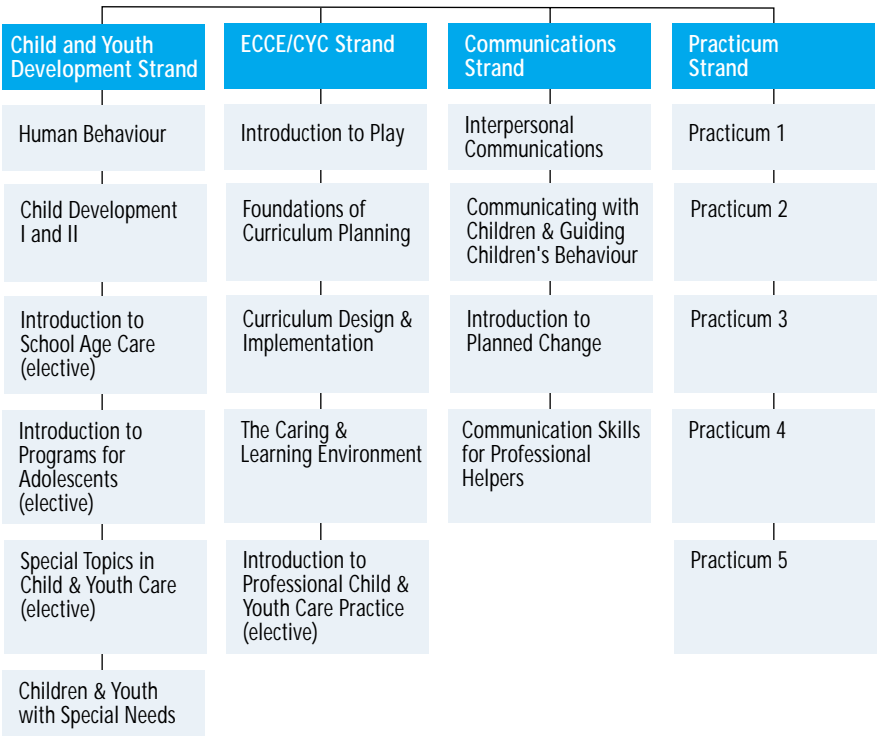 Child and Youth
Development Strand
Human Behaviour
Child Development
I and II
Introduction to
School Age Care
(elective)
Introduction to
Programs for
Adolescents
(elective)
Special Topics in
Child & Youth Care
(elective)
Children & Youth
with Special Needs
ECCE/CYC Strand
Introduction to Play
Foundations of
Curriculum Planning
Curriculum Design &
Implementation
The Caring &
Learning Environment
Introduction to
Professional Child &
Youth Care Practice
(elective)
Communications
Strand
Interpersonal
Communications
Communicating with
Children & Guiding
Children's Behaviour
Introduction to
Planned Change
Communication Skills
for Professional
Helpers
Practicum
Strand
Practicum 1
Practicum 2
Practicum 3
Practicum 4
Practicum 5